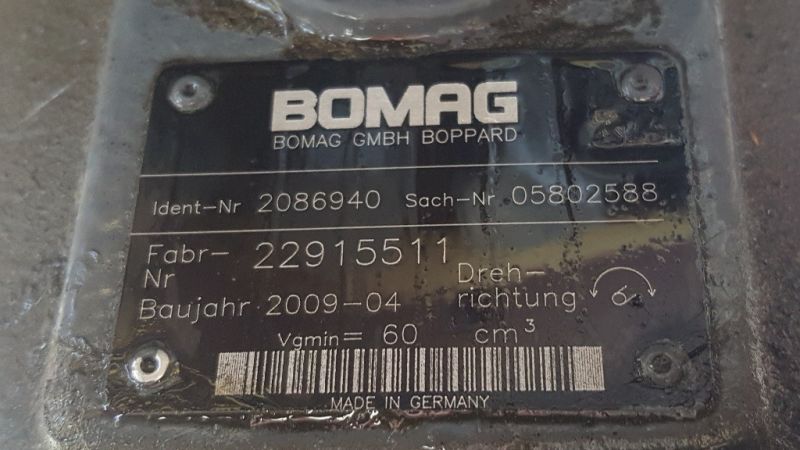 BOMAG
BOMAG GMBH BOPPARD
Ident-Nr 2086940 Sach-Nr 05802588
Fabr-Nr 22915511
Dreh-richtung
Baujahr 2009-04
Vgmin= 60 cm³
MADE IN GERMANY